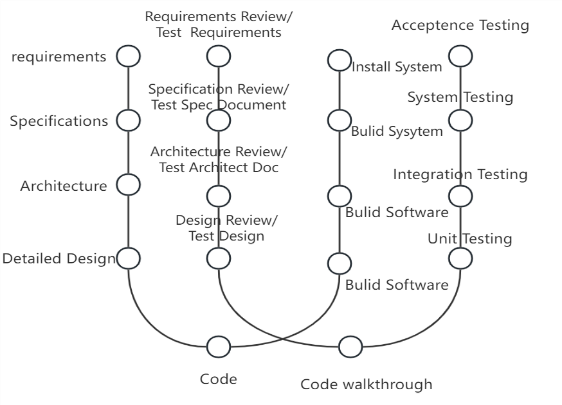 Requirements Review/
Test Requirements
Acceptence Testing
requirements
Install System
Specification Review/
Test Spec Document
System Testing
Specifications
Bulid Sysytem
Architecture Review/
Test Architect Doc
Integration Testing
Architecture
Bulid Software
Design Review/
Test Design
Unit Testing
Detailed Design
Bulid Software
Code
Code walkthrough